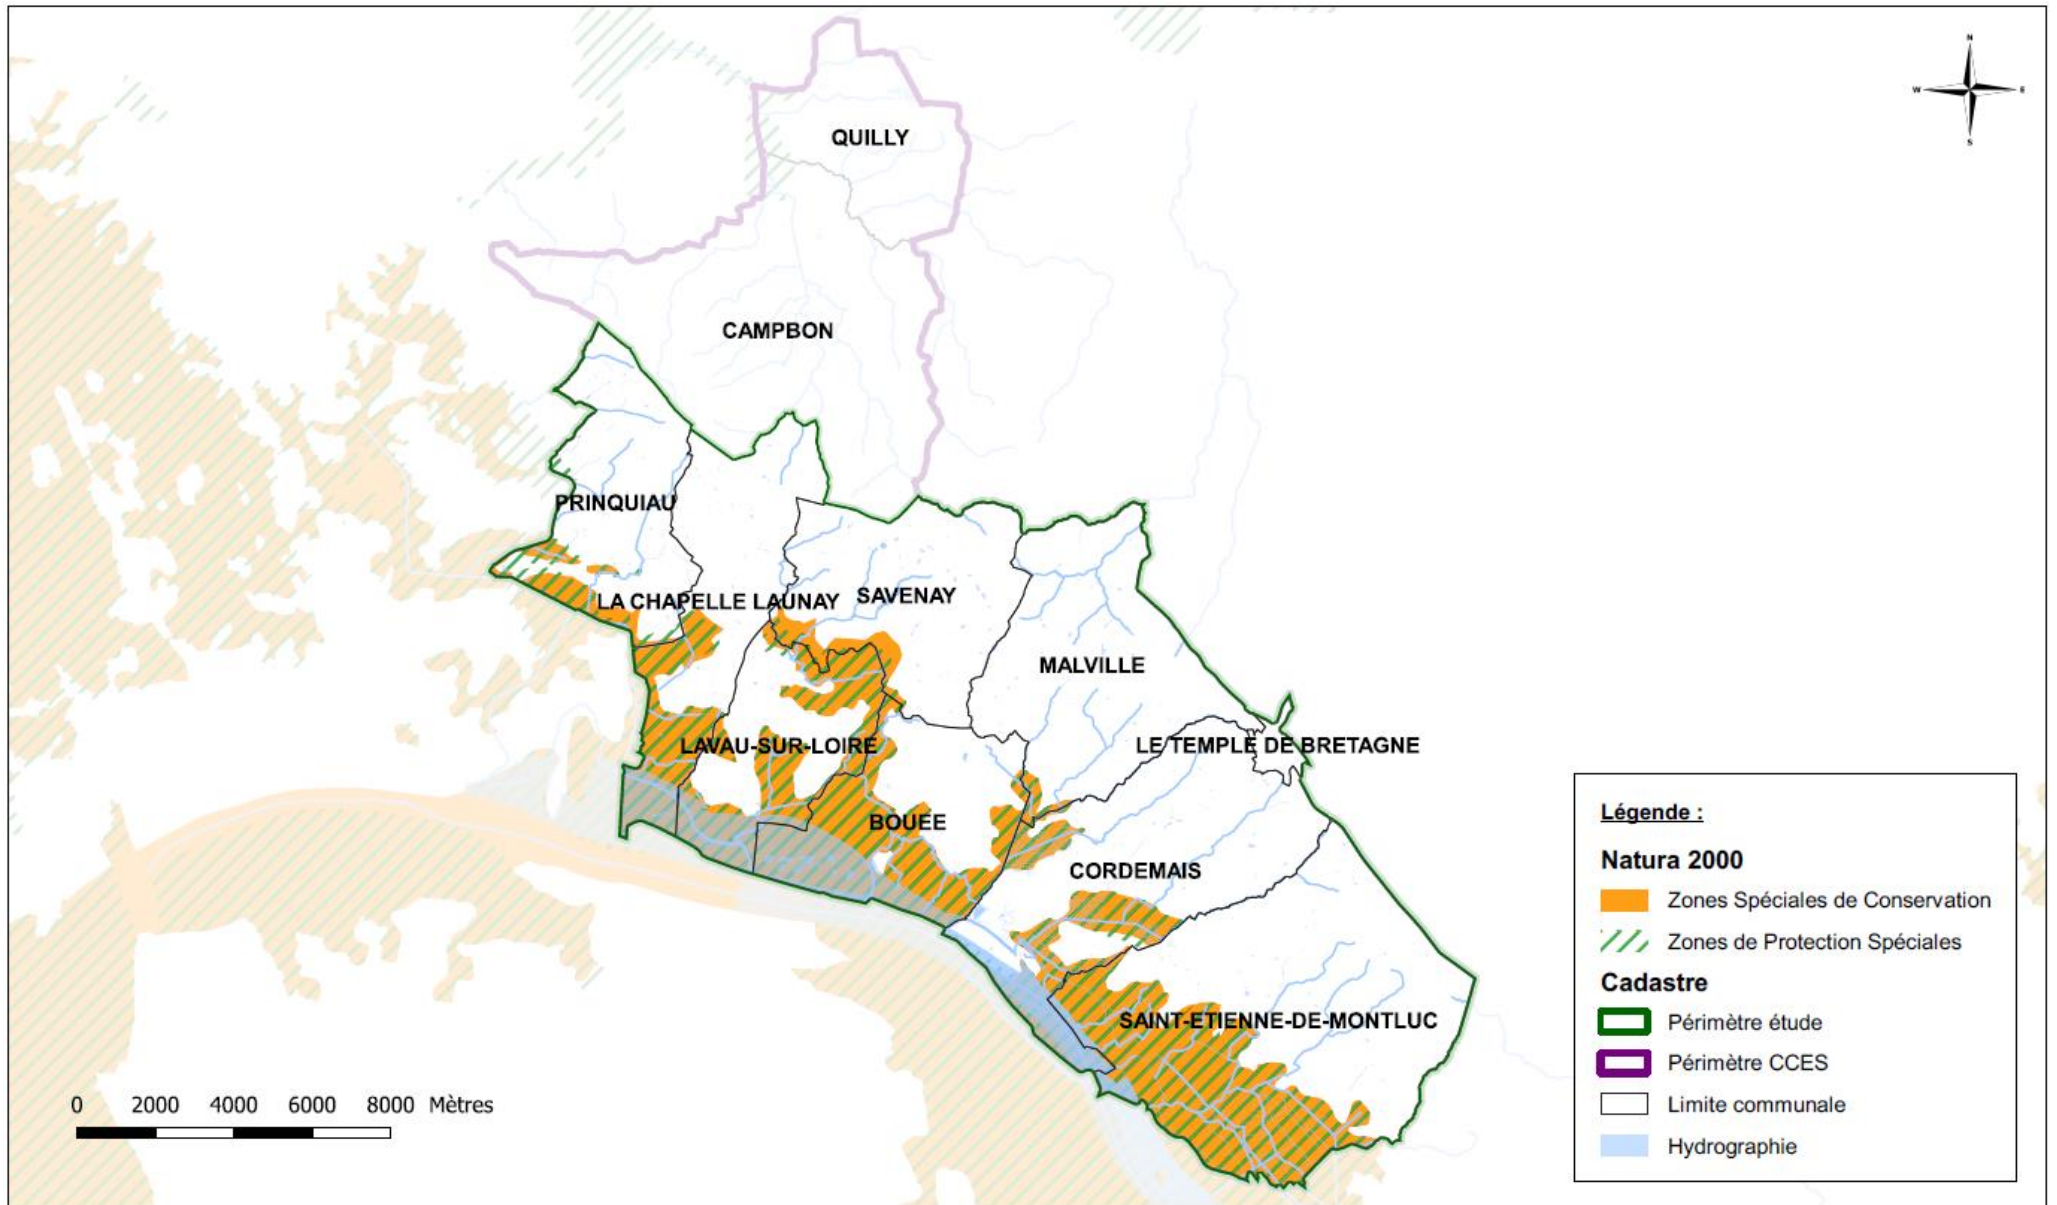 N
W
E
S
QUILLY
CAMPBON
PRINQUIAU
LA CHAPELLE LAUNAY
SAVENAY
MALVILLE
LAVAU-SUR-LOIRE
LE TEMPLE DE BRETAGNE
BOUEE
CORDEMAIS
SAINT-ETIENNE-DE-MONTLUC
0 2000 4000 6000 8000 Mètres
Légende :
Natura 2000
Zones Spéciales de Conservation
Zones de Protection Spéciales
Cadastre
Périmètre étude
Périmètre CCES
Limite communale
Hydrographie